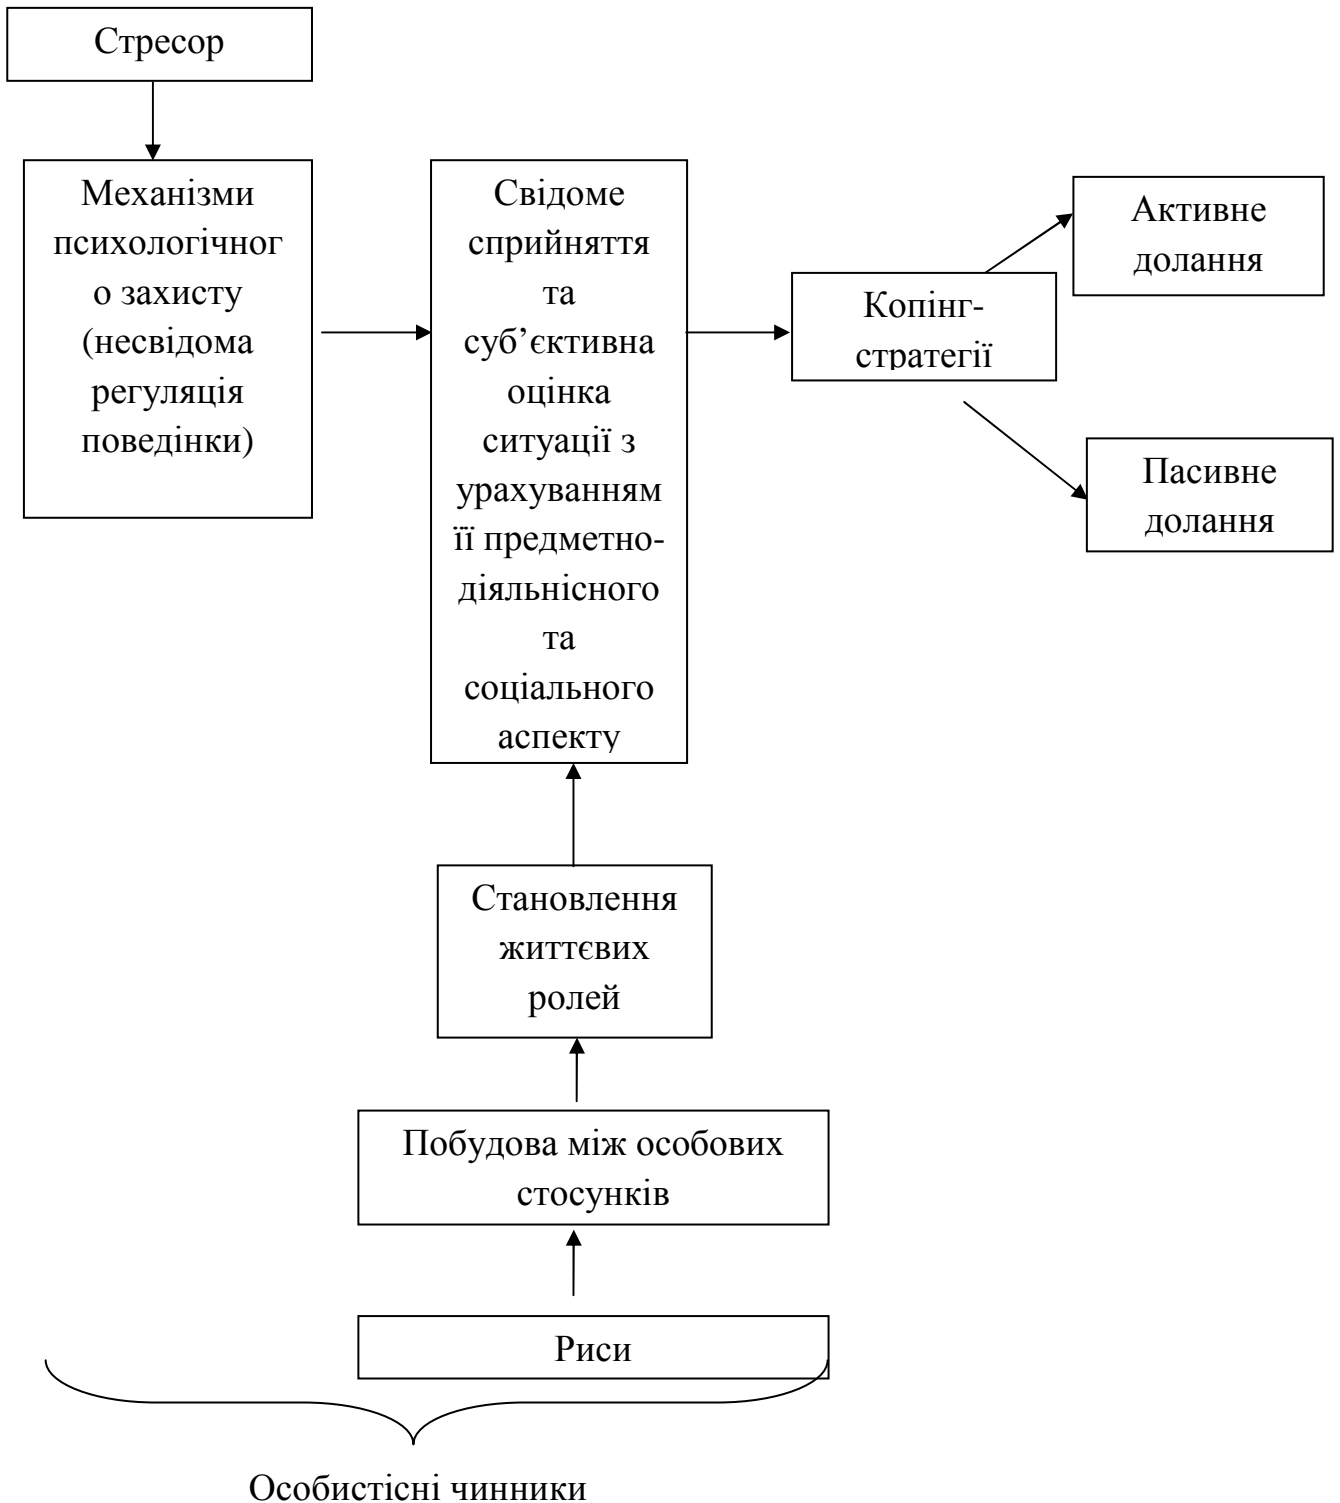 Стресор
Механізми
психологічног
о захисту
(несвідома
регуляція
поведінки)
Свідоме
сприйняття
та
суб’єктивна
оцінка
ситуації з
урахуванням
її предметно-
діяльнісного
та
соціального
аспекту
Копінг-
стратегії
Активне
долання
Пасивне
долання
Становлення
життєвих
ролей
Побудова між особових
стосунків
Риси
Особистісні чинники